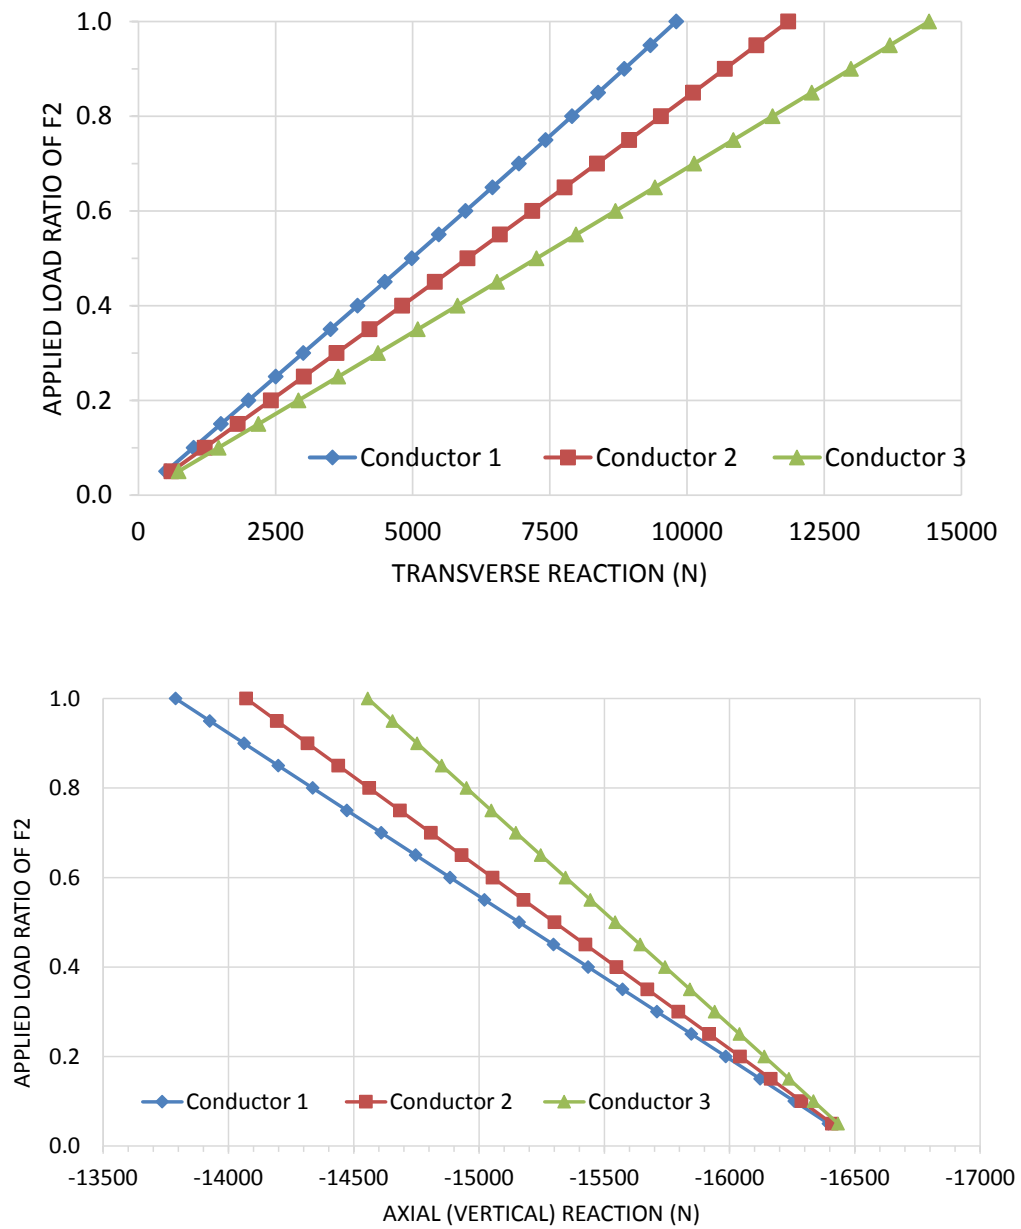 APPLIED LOAD RATIO OF F2
1.0
0.8
0.6
0.4
0.2
0.0
Conductor 1 Conductor 2 Conductor 3
0 2500 5000 7500 10000 12500 15000
TRANSVERSE REACTION (N)
APPLIED LOAD RATIO OF F2
1.0
0.8
0.6
0.4
0.2
0.0
Conductor 1 Conductor 2 Conductor 3
-13500 -14000 -14500 -15000 -15500 -16000 -16500 -17000
AXIAL (VERTICAL) REACTION (N)